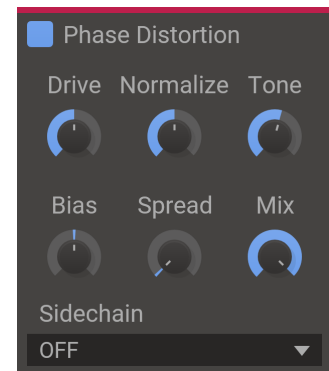 Phase Distortion
Drive Normalize Tone
Bias Spread Mix
Sidechain
OFF